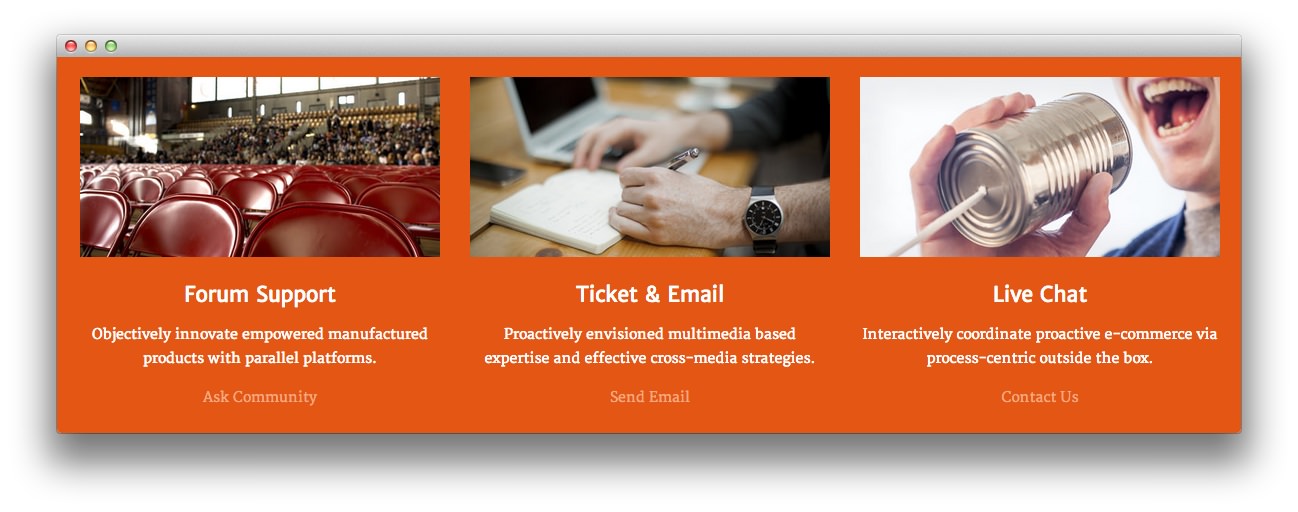 Forum Support
Objectively innovate empowered manufactured
products with parallel platforms.
Ask Community
Ticket & Email
Proactively envisioned multimedia based
expertise and effective cross-media strategies.
Send Email
Live Chat
Interactively coordinate proactive e-commerce via
process-centric outside the box.
Contact Us